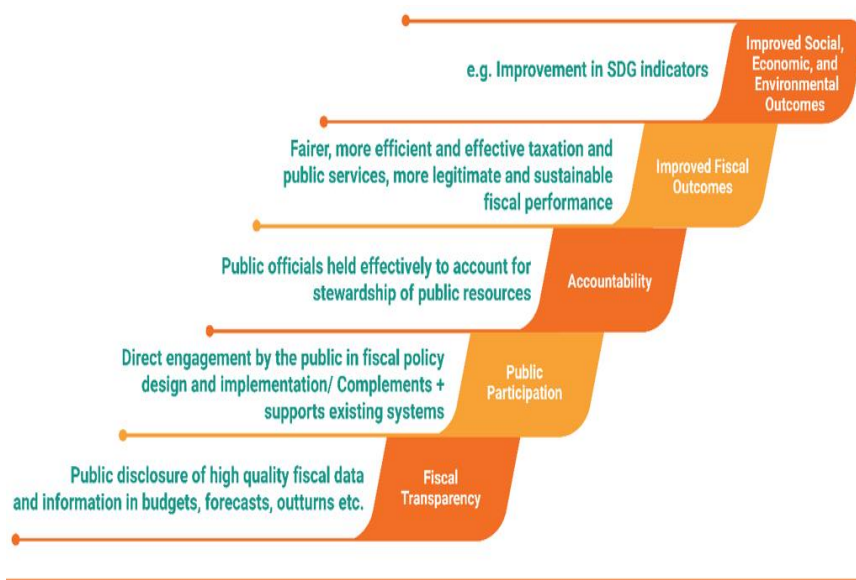 e.g. Improvement in SDG indicators
Improved Social,
Economic, and
Environmental
Outcomes
Fairer, more efficient and effective taxation and
public services, more legitimate and sustainable
fiscal performance
Improved Fiscal
Outcomes
Public officials held effectively to account for
stewardship of public resources
Accountability
Direct engagement by the public in fiscal policy
design and implementation/ Complements +
supports existing systems
Public
Participation
Public disclosure of high quality fiscal data
and information in budgets, forecasts, outturns etc.
Fiscal
Transparency